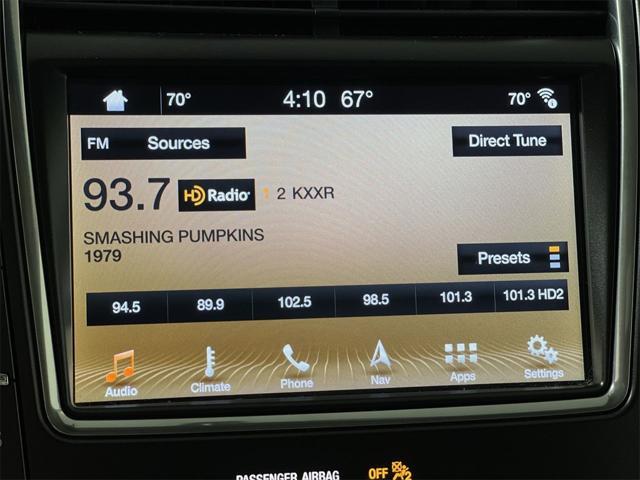 70° 4:10 67° 70°
FM Sources Direct Tune
93.7 HD Radio 1 2 KXXR
SMASHING PUMPKINS
1979
Presets
94.5 89.9 102.5 98.5 101.3 101.3 HD2
Audio Climate Phone Nav Apps Settings
PASSENGER AIRBAG OFF 2